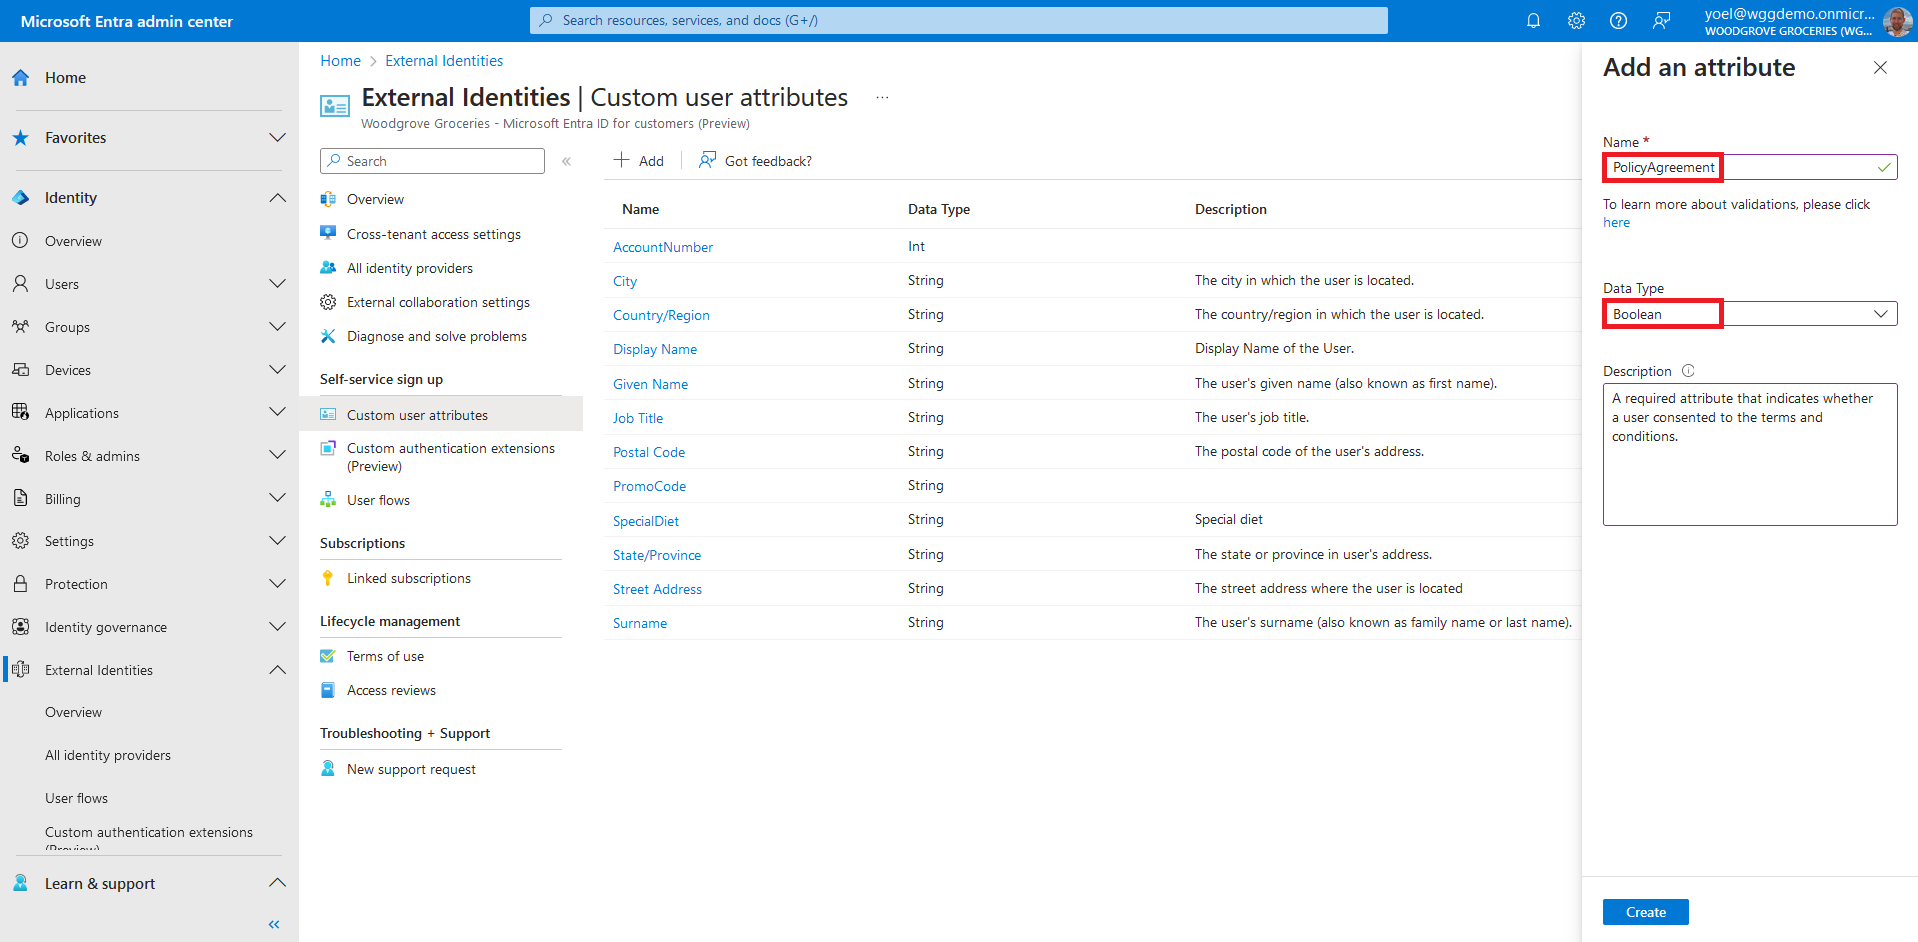 Microsoft Entra admin center
Search resources, services, and docs (G+/)
yoel@wggdemo.onmicr...
WOODGROVE GROCERIES (WG...
Home
Favorites
Identity
Overview
Users
Groups
Devices
Applications
Roles & admins
Billing
Settings
Protection
Identity governance
External Identities
Overview
All identity providers
User flows
Custom authentication extensions
(Preview)
Learn & support
Home > External Identities
External Identities | Custom user attributes ...
Woodgrove Groceries - Microsoft Entra ID for customers (Preview)
Search
Overview
Cross-tenant access settings
All identity providers
External collaboration settings
Diagnose and solve problems
Self-service sign up
Custom user attributes
Custom authentication extensions
(Preview)
User flows
Subscriptions
Linked subscriptions
Lifecycle management
Terms of use
Access reviews
Troubleshooting + Support
New support request
Add
Got feedback?
Name Data Type Description
AccountNumber Int
City String The city in which the user is located.
Country/Region String The country/region in which the user is located.
Display Name String Display Name of the User.
Given Name String The user's given name (also known as first name).
Job Title String The user's job title.
Postal Code String The postal code of the user's address.
PromoCode String
SpecialDiet String Special diet
State/Province String The state or province in user's address.
Street Address String The street address where the user is located
Surname String The user's surname (also known as family name or last name).
Add an attribute
Name *
PolicyAgreement
To learn more about validations, please click
here
Data Type
Boolean
Description
A required attribute that indicates whether
a user consented to the terms and
conditions.
Create